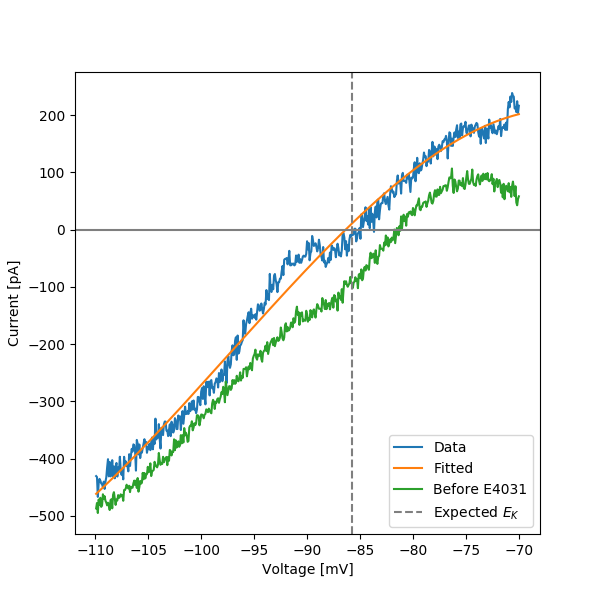 200
100
0
−100
−200
−300
−400
−500
Current [pA]
−110
−105
−100
−95
−90
−85
−80
−75
−70
Voltage [mV]
Data
Fitted
Before E4031
Expected E_K